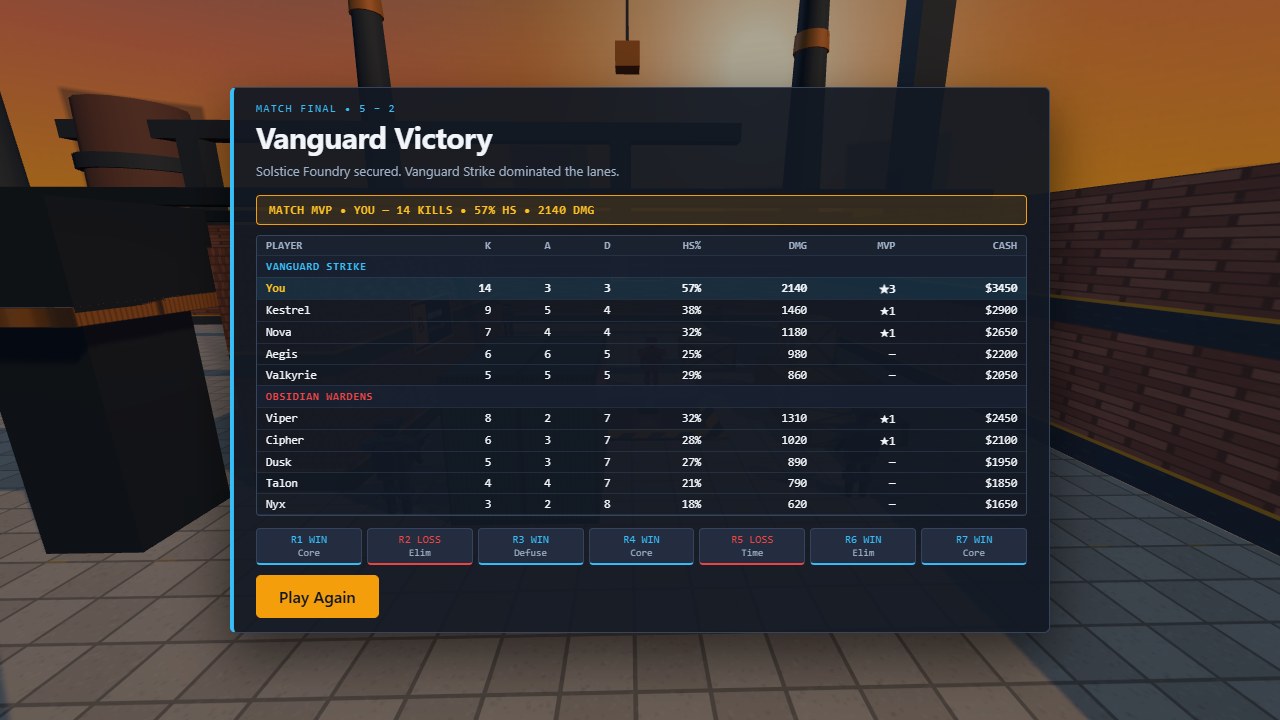 MATCH FINAL • 5 – 2
Vanguard Victory
Solstice Foundry secured. Vanguard Strike dominated the lanes.
MATCH MVP • YOU — 14 KILLS • 57% HS • 2140 DMG
PLAYER K A D HS% DMG MVP CASH
VANGUARD STRIKE
You 14 3 3 57% 2140 ★3 $3450
Kestrel 9 5 4 38% 1460 ★1 $2900
Nova 7 4 4 32% 1180 ★1 $2650
Aegis 6 6 5 25% 980 — $2200
Valkyrie 5 5 5 29% 860 — $2050
OBSIDIAN WARDENS
Viper 8 2 7 32% 1310 ★1 $2450
Cipher 6 3 7 28% 1020 ★1 $2100
Dusk 5 3 7 27% 890 — $1950
Talon 4 4 7 21% 790 — $1850
Nyx 3 2 8 18% 620 — $1650
R1 WIN R2 LOSS R3 WIN R4 WIN R5 LOSS R6 WIN R7 WIN
Core Elim Defuse Core Time Elim Core
Play Again